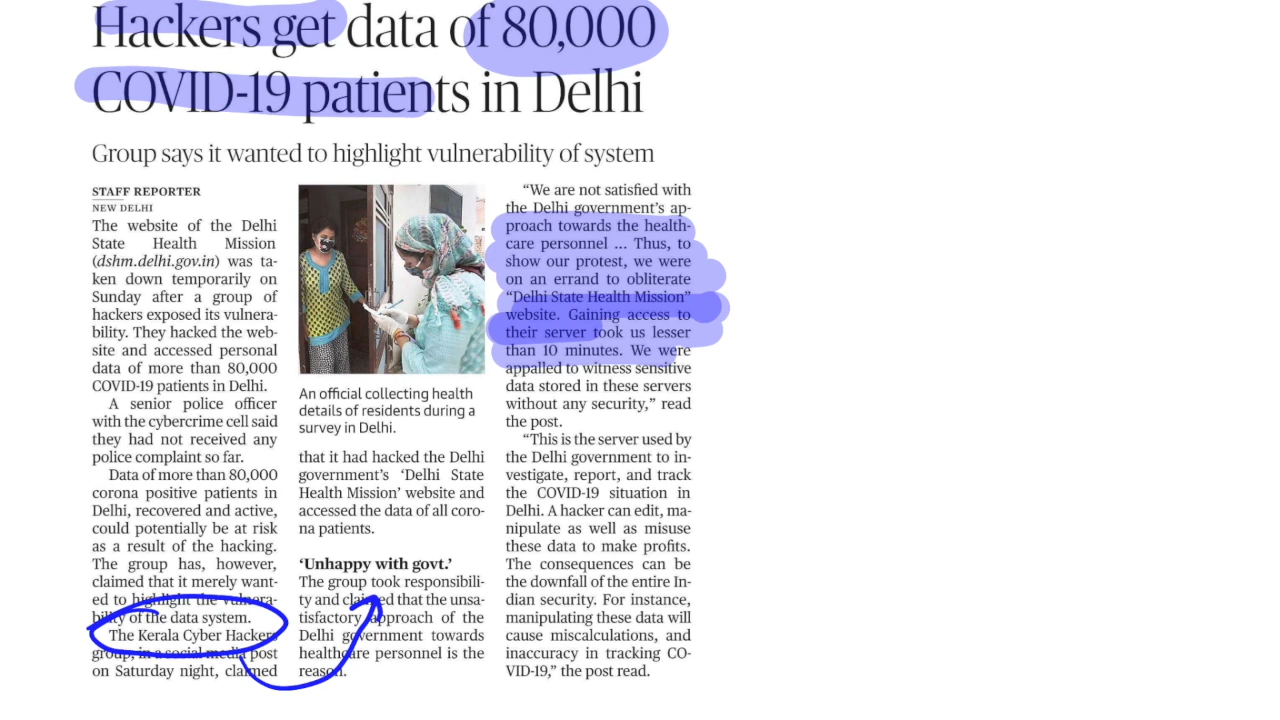 Hackers get data of 80,000
COVID-19 patients in Delhi
Group says it wanted to highlight vulnerability of system
STAFF REPORTER
NEW DELHI
The website of the Delhi
State Health Mission
(dshm.delhi.gov.in) was ta-
ken down temporarily on
Sunday after a group of
hackers exposed its vulnera-
bility. They hacked the web-
site and accessed personal
data of more than 80,000
COVID-19 patients in Delhi.
A senior police officer
with the cybercrime cell said
they had not received any
police complaint so far.
Data of more than 80,000
corona positive patients in
Delhi, recovered and active,
could potentially be at risk
as a result of the hacking.
The group has, however,
claimed that it merely want-
ed to highlight the vulnera-
bility of the data system.
The Kerala Cyber Hackers
group, in a social media post
on Saturday night, claimed
An official collecting health
details of residents during a
survey in Delhi.
that it had hacked the Delhi
government's 'Delhi State
Health Mission' website and
accessed the data of all coro-
na patients.
'Unhappy with govt.'
The group took responsibili-
ty and claimed that the unsa-
tisfactory approach of the
Delhi government towards
healthcare personnel is the
reason.
"We are not satisfied with
the Delhi government's ap-
proach towards the health-
care personnel ... Thus, to
show our protest, we were
on an errand to obliterate
"Delhi State Health Mission"
website. Gaining access to
their server took us lesser
than 10 minutes. We were
appalled to witness sensitive
data stored in these servers
without any security," read
the post.
"This is the server used by
the Delhi government to in-
vestigate, report, and track
the COVID-19 situation in
Delhi. A hacker can edit, ma-
nipulate as well as misuse
these data to make profits.
The consequences can be
the downfall of the entire In-
dian security. For instance,
manipulating these data will
cause miscalculations, and
inaccuracy in tracking CO-
VID-19," the post read.